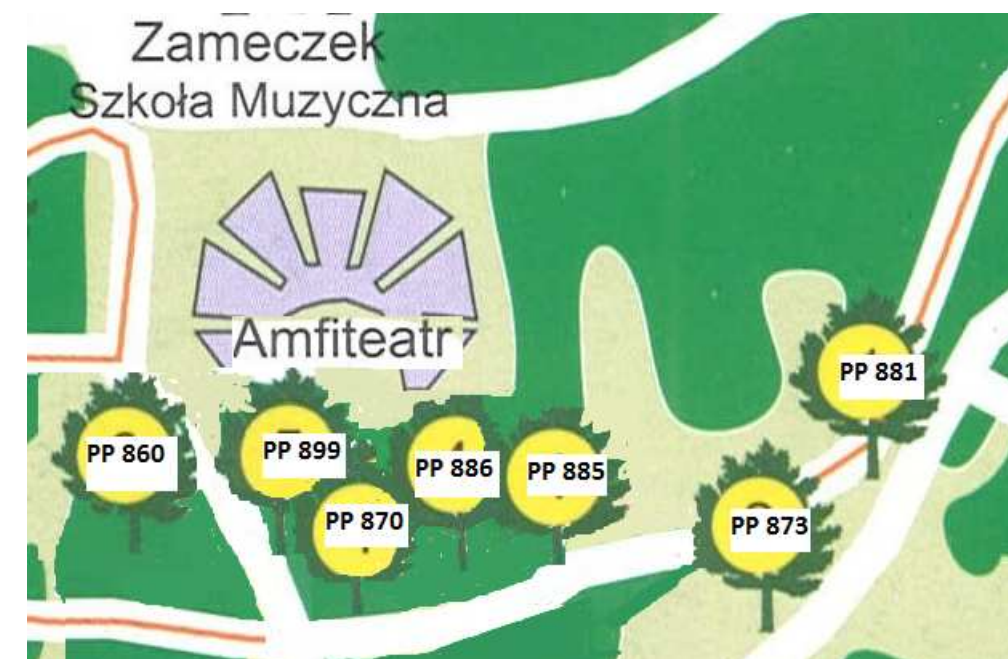 Zameczek
Szkoła Muzyczna
Amfiteatr
PP 881
PP 860
PP 899
PP 886
PP 885
PP 870
PP 873